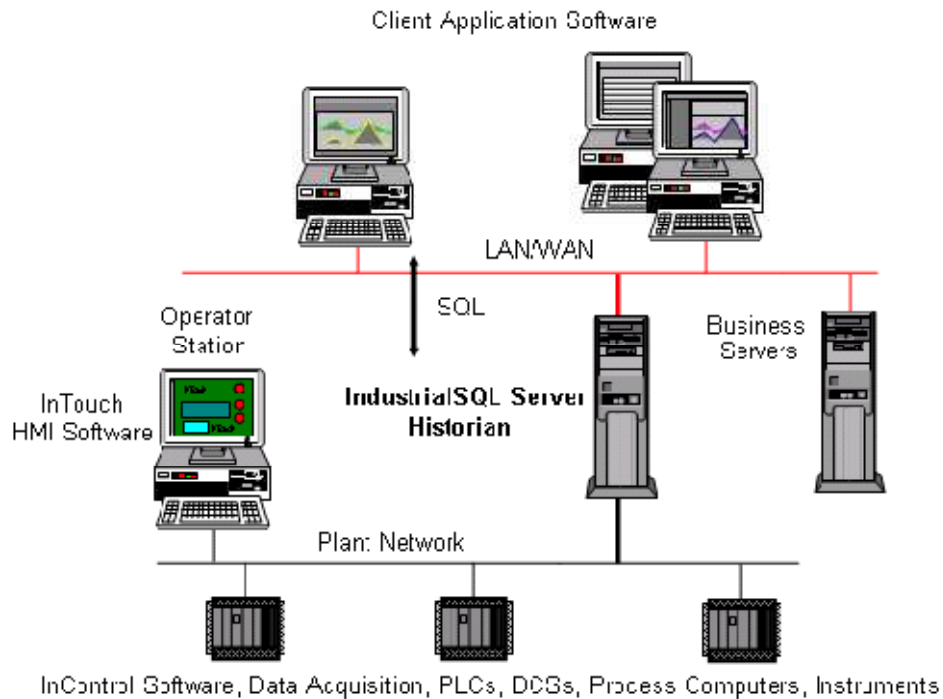 Client Application Software
LAN/WAN
SQL
Operator
Station
Business
Servers
InTouch
HMI Software
IndustrialSQL Server
Historian
Plant Network
InControl Software, Data Acquisition, PLCs, DCSs, Process Computers, Instruments